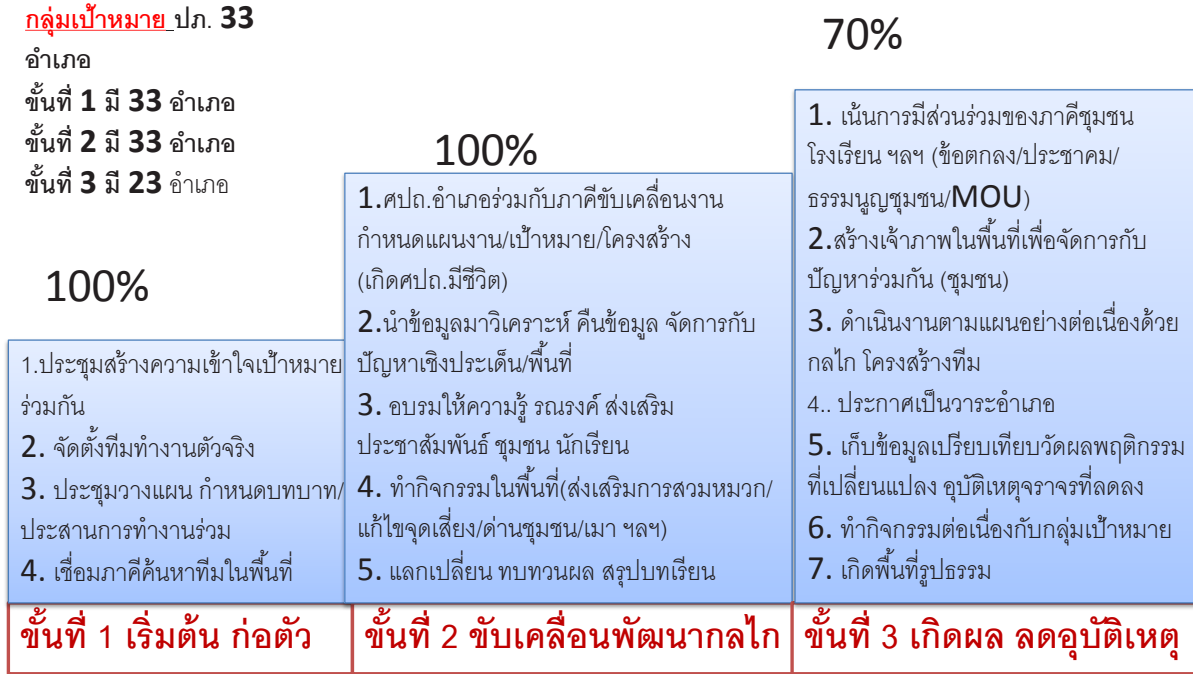 กลุ่มเป้าหมาย ปภ. 33
อำเภอ
ขั้นที่ 1 มี 33 อำเภอ
ขั้นที่ 2 มี 33 อำเภอ
ขั้นที่ 3 มี 23 อำเภอ
100%
1.ประชุมสร้างความเข้าใจเป้าหมาย
ร่วมกัน
2. จัดตั้งทีมทำงานตัวจริง
3. ประชุมวางแผน กำหนดบทบาท/
ประสานการทำงานร่วม
4. เชื่อมภาคีค้นหาทีมในพื้นที่
ขั้นที่ 1 เริ่มต้น ก่อตัว
100%
1.ศปถ.อำเภอร่วมกับภาคีขับเคลื่อนงาน
กำหนดแผนงาน/เป้าหมาย/โครงสร้าง
(เกิดศปถ.มีชีวิต)
2.นำข้อมูลมาวิเคราะห์ คืนข้อมูล จัดการกับ
ปัญหาเชิงประเด็น/พื้นที่
3. อบรมให้ความรู้ รณรงค์ ส่งเสริม
ประชาสัมพันธ์ ชุมชน นักเรียน
4. ทำกิจกรรมในพื้นที่(ส่งเสริมการสวมหมวก/
แก้ไขจุดเสี่ยง/ด่านชุมชน/เมา ฯลฯ)
5. แลกเปลี่ยน ทบทวนผล สรุปบทเรียน
ขั้นที่ 2 ขับเคลื่อนพัฒนากลไก
70%
1. เน้นการมีส่วนร่วมของภาคีชุมชน
โรงเรียน ฯลฯ (ข้อตกลง/ประชาคม/
ธรรมนูญชุมชน/MOU)
2.สร้างเจ้าภาพในพื้นที่เพื่อจัดการกับ
ปัญหาร่วมกัน (ชุมชน)
3. ดำเนินงานตามแผนอย่างต่อเนื่องด้วย
กลไก โครงสร้างทีม
4.. ประกาศเป็นวาระอำเภอ
5. เก็บข้อมูลเปรียบเทียบวัดผลพฤติกรรม
ที่เปลี่ยนแปลง อุบัติเหตุจราจรที่ลดลง
6. ทำกิจกรรมต่อเนื่องกับกลุ่มเป้าหมาย
7. เกิดพื้นที่รูปธรรม
ขั้นที่ 3 เกิดผล ลดอุบัติเหตุ